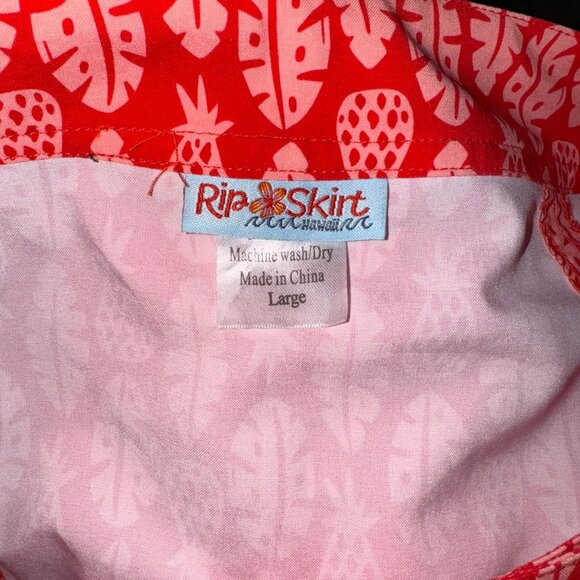 Rip Skirt
Hawaii
Machine wash/Dry
Made in China
Large